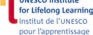 UNESCO Institute
for Lifelong Learning
Institut de l'UNESCO
pour l'apprentissage